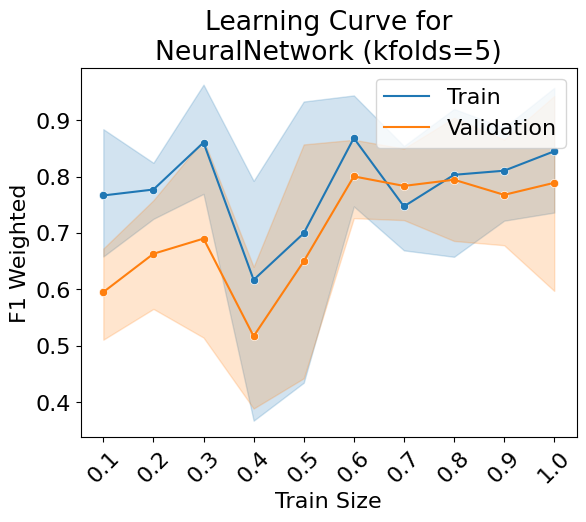 Learning Curve for
NeuralNetwork (kfolds=5)
Train
Validation
F1 Weighted
0.9
0.8
0.7
0.6
0.5
0.4
0.1 0.2 0.3 0.4 0.5 0.6 0.7 0.8 0.9 1.0
Train Size